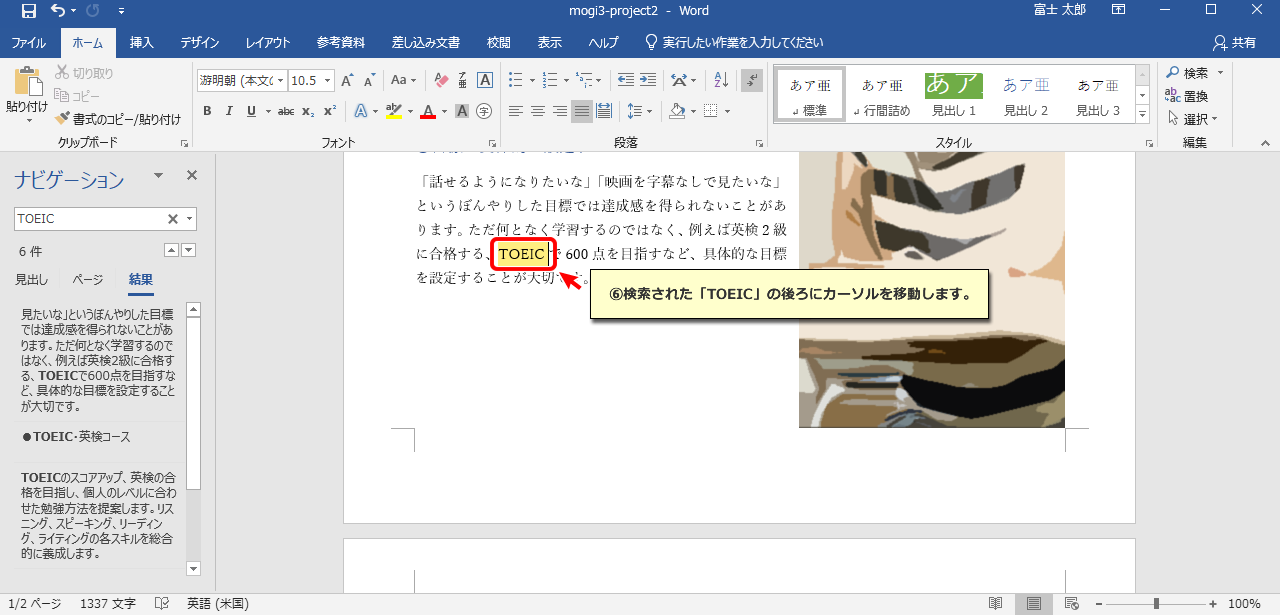 mogi3-project2 - Word
富士 太郎
ファイル ホーム 挿入 デザイン レイアウト 参考資料 差し込み文書 校閲 表示 ヘルプ 実行したい作業を入力してください 共有
貼り付け
切り取り
コピー
書式のコピー/貼り付け
クリップボード
游明朝 (本文の 10.5
フォント
段落
あア亜 標準
あア亜 行間詰め
あア 見出し 1
あア亜 見出し 2
あア亜 見出し 3
スタイル
検索
置換
選択
編集
ナビゲーション
TOEIC
6 件
見出し ページ 結果
見たいな」というぼんやりした目標
では達成感を得られないことがあ
ります。ただ何となく学習するので
はなく、例えば英検2級に合格す
る、TOEICで600点を目指すな
ど、具体的な目標を設定すること
が大切です。
●TOEIC・英検コース
TOEICのスコアアップ、英検の合
格を目指し、個人のレベルに合わ
せた勉強方法を提案します。リス
ニング、スピーキング、リーディン
グ、ライティングの各スキルを総合
的に養成します。
「話せるようになりたいな」「映画を字幕なしで見たいな」
というぼんやりした目標では達成感を得られないことがあ
ります。ただ何となく学習するのではなく、例えば英検２級
に合格する、TOEICで 600 点を目指すなど、具体的な目標
を設定することが大切です。
⑥検索された「TOEIC」の後ろにカーソルを移動します。
1/2 ページ 1337 文字 英語 (米国) 100%